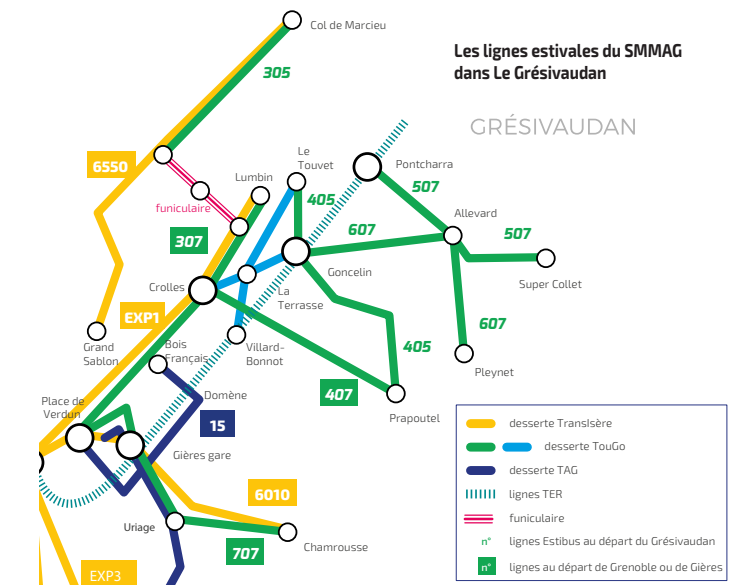 Col de Marcieu
Les lignes estivales du SMMAG
dans Le Grésivaudan
305
GRÉSIVAUDAN
6550
Le
Touvet
Pontcharra
Lumbin
507
405
funiculaire
Allevard
607
507
307
Goncelin
Super Collet
Crolles
La
Terrasse
EXP1
607
Grand
Sablon
Bois
Français
Villard-
Bonnot
405
Pleynet
407
Domène
Place de
Verdun
Prapoutel
15
desserte TransIsère
desserte TouGo
Gières gare
desserte TAG
6010
lignes TER
funiculaire
Uriage
n° lignes Estibus au départ du Grésivaudan
707
Chamrousse
n° lignes au départ de Grenoble ou de Gières
EXP3